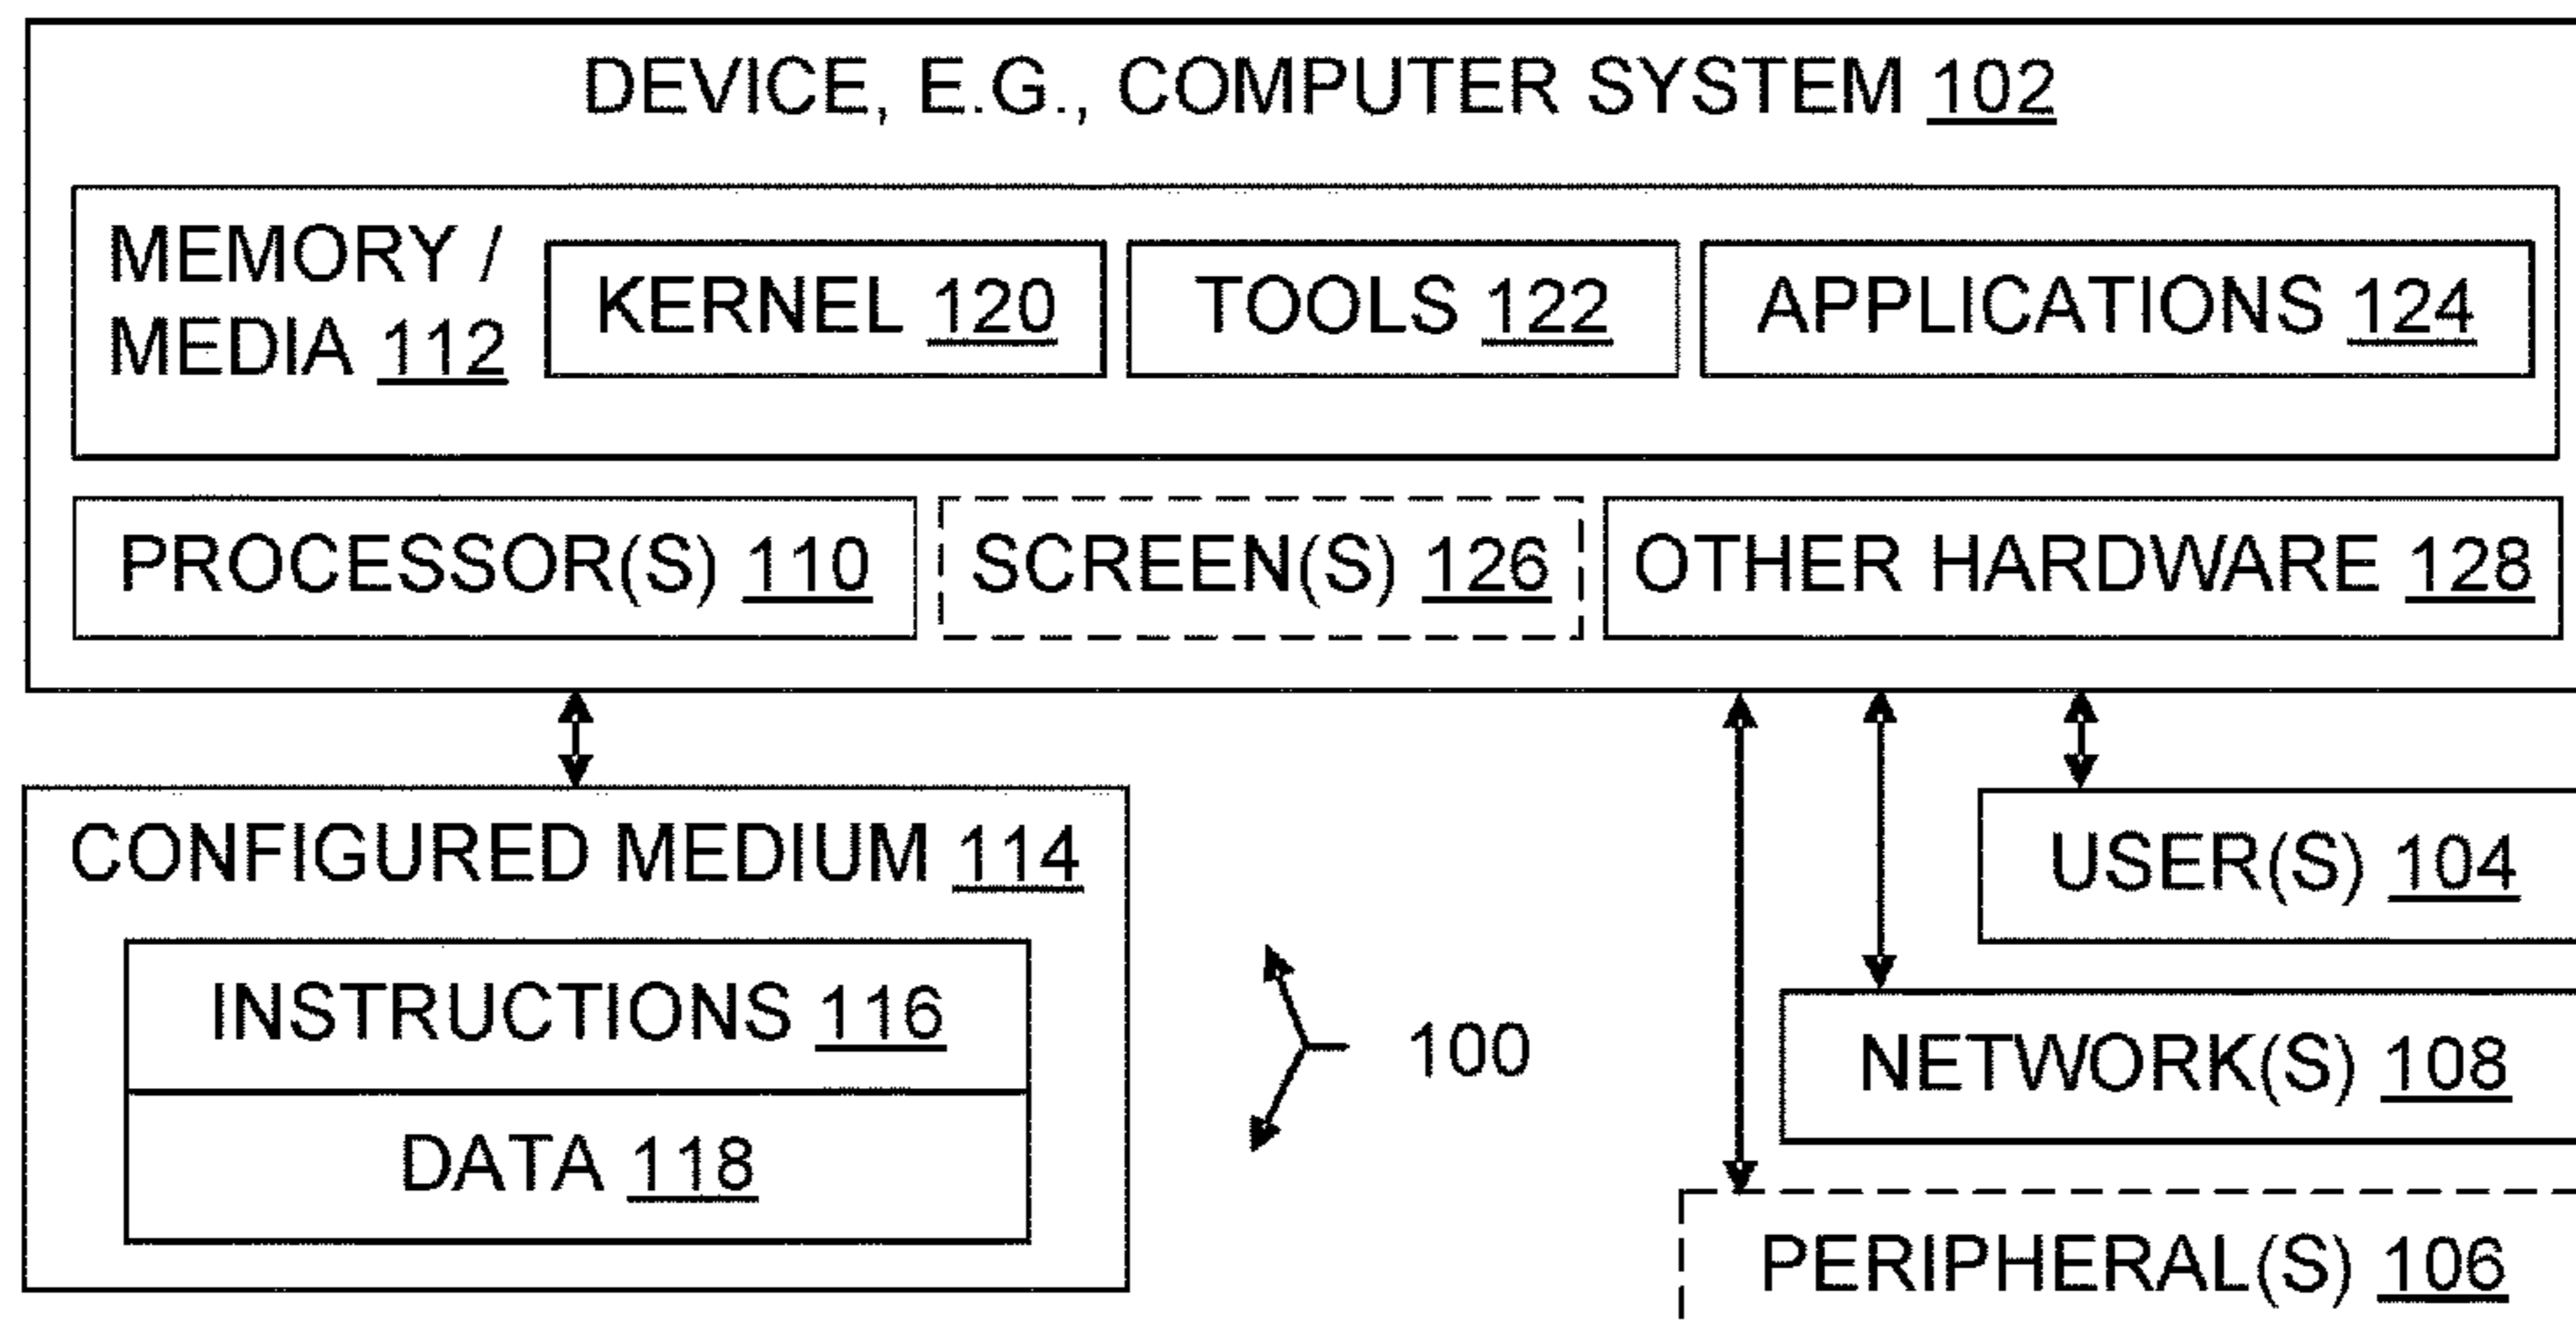 DEVICE, E.G., COMPUTER SYSTEM 102
MEMORY /
MEDIA 112
KERNEL 120
TOOLS 122
APPLICATIONS 124
PROCESSOR(S) 110
SCREEN(S) 126
OTHER HARDWARE 128
CONFIGURED MEDIUM 114
INSTRUCTIONS 116
DATA 118
100
USER(S) 104
NETWORK(S) 108
PERIPHERAL(S) 106